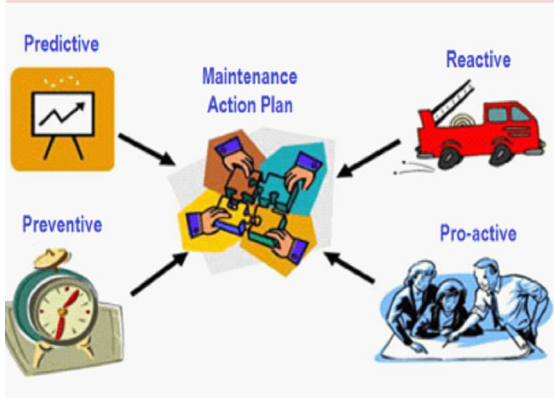 Predictive
Maintenance
Action Plan
Reactive
Preventive
Pro-active